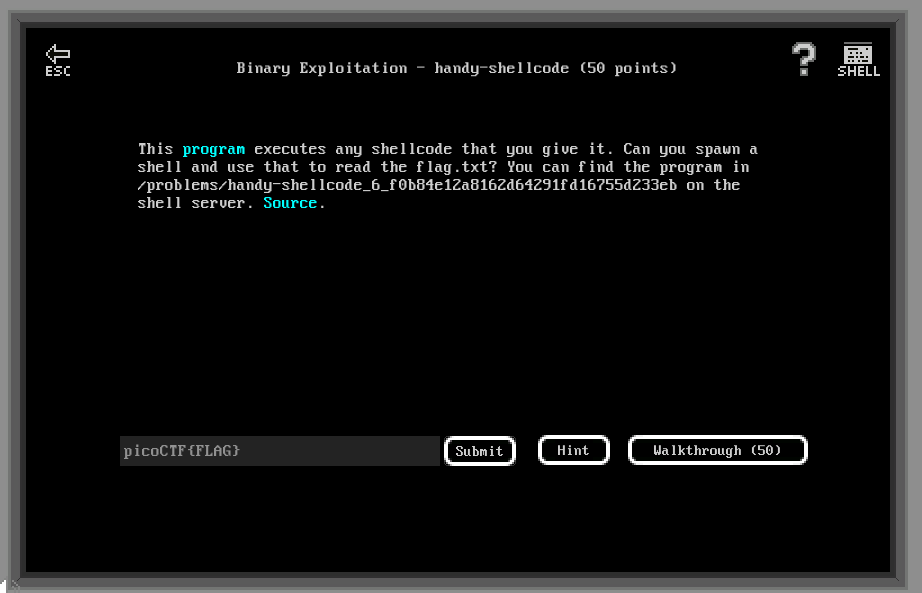 ESC
Binary Exploitation - handy-shellcode (50 points)
?
SHELL
This program executes any shellcode that you give it. Can you spawn a
shell and use that to read the flag.txt? You can find the program in
/problems/handy-shellcode_6_f0b84e12a8162d64291fd16755d233eb on the
shell server. Source.
picoCTF{FLAG}
Submit
Hint
Walkthrough (50)